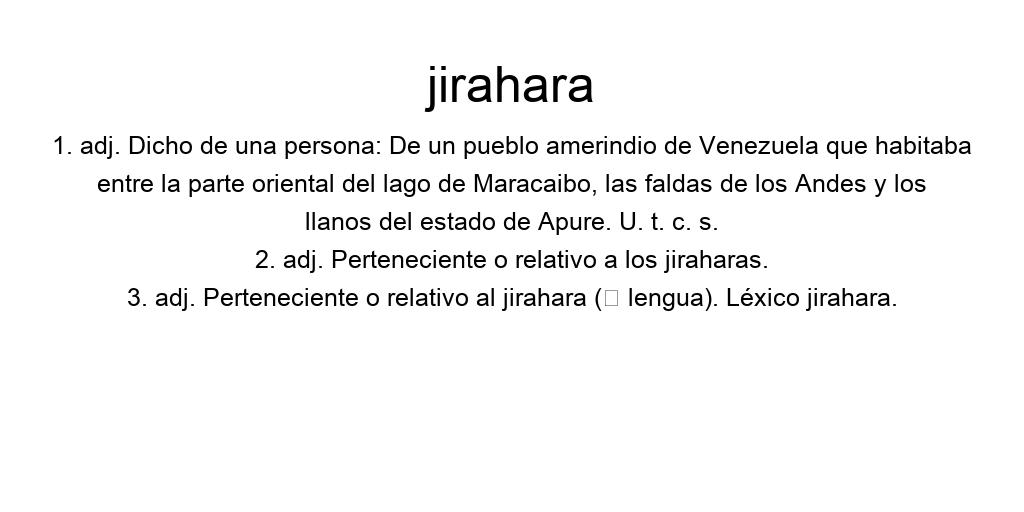 jirahara
1. adj. Dicho de una persona: De un pueblo amerindio de Venezuela que habitaba
entre la parte oriental del lago de Maracaibo, las faldas de los Andes y los
llanos del estado de Apure. U. t. c. s.
2. adj. Perteneciente o relativo a los jiraharas.
3. adj. Perteneciente o relativo al jirahara (□ lengua). Léxico jirahara.